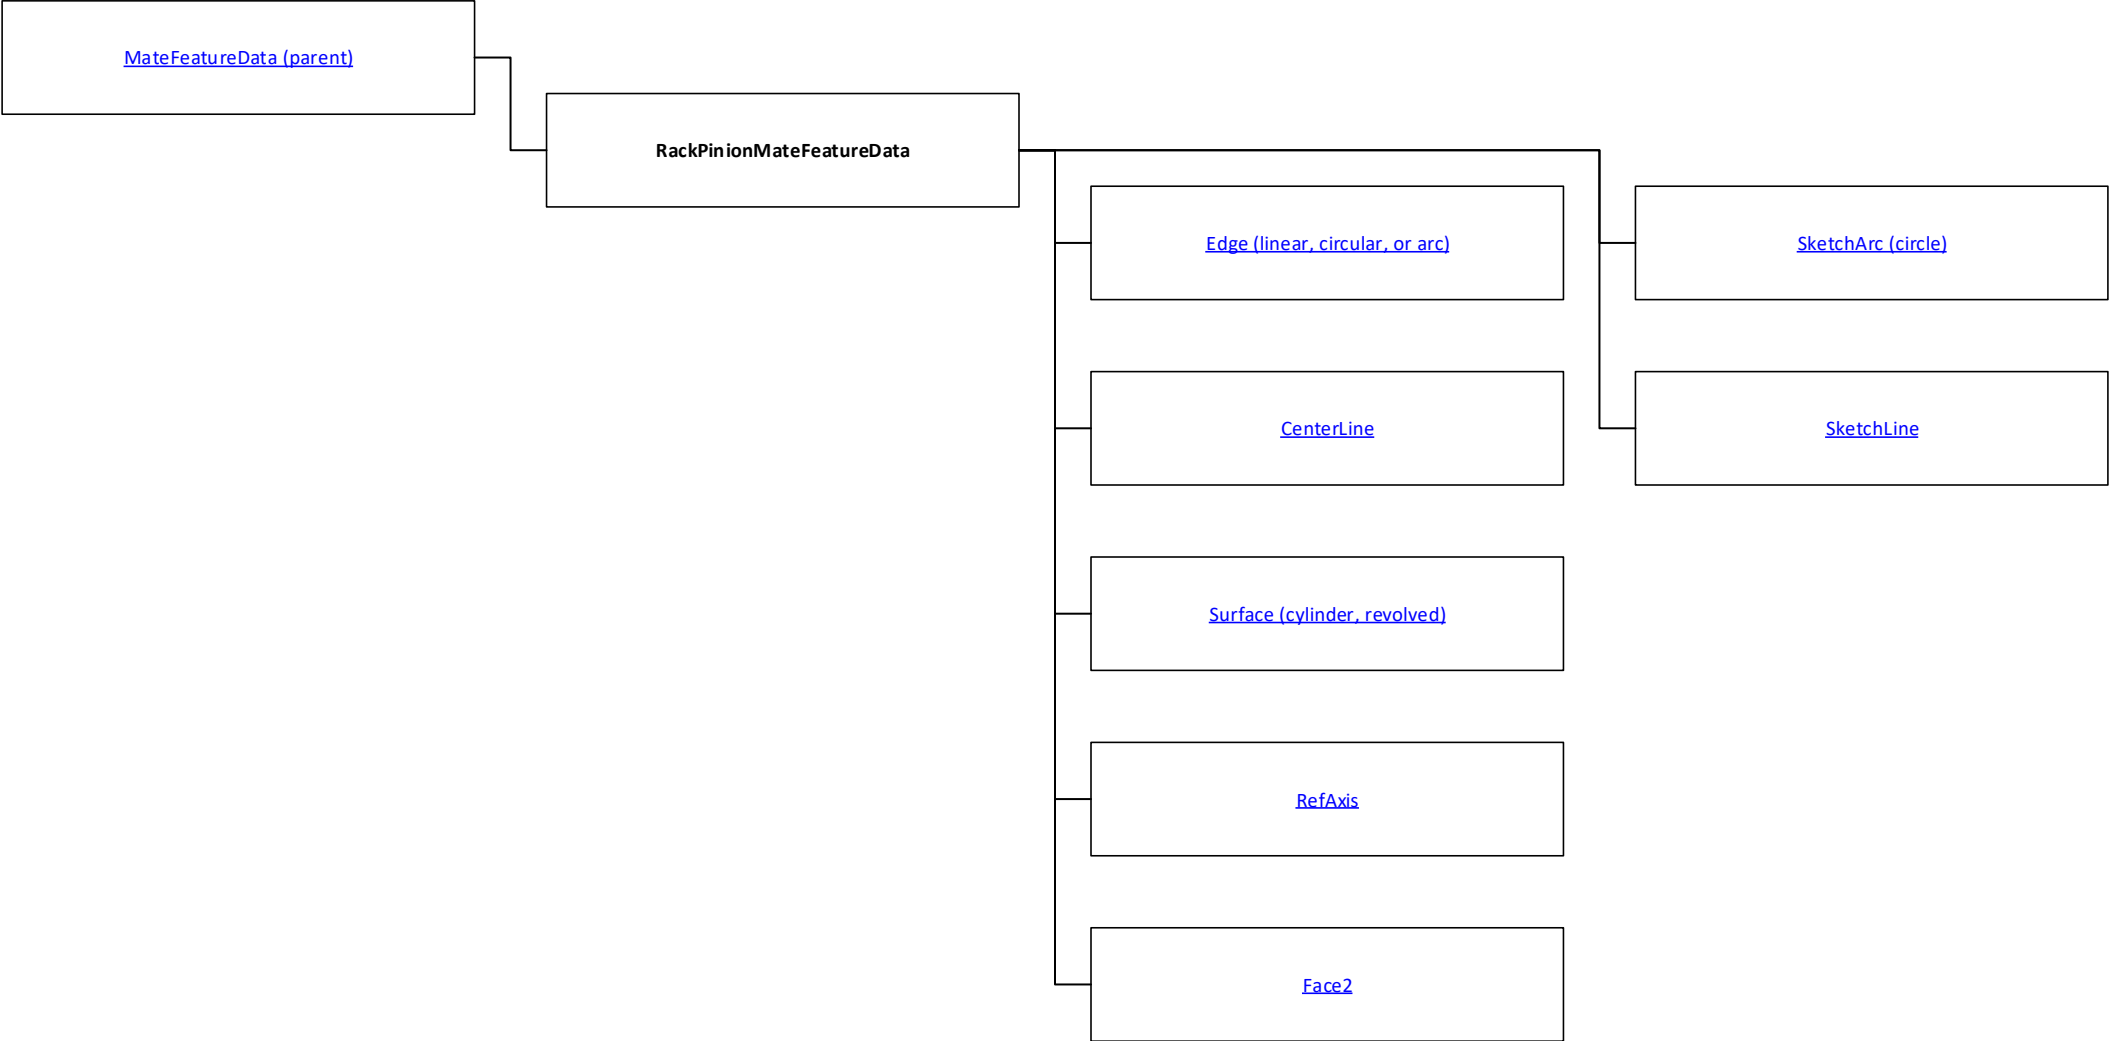 MateFeatureData (parent)
RackPinionMateFeatureData
Edge (linear, circular, or arc)
SketchArc (circle)
CenterLine
SketchLine
Surface (cylinder, revolved)
RefAxis
Face2